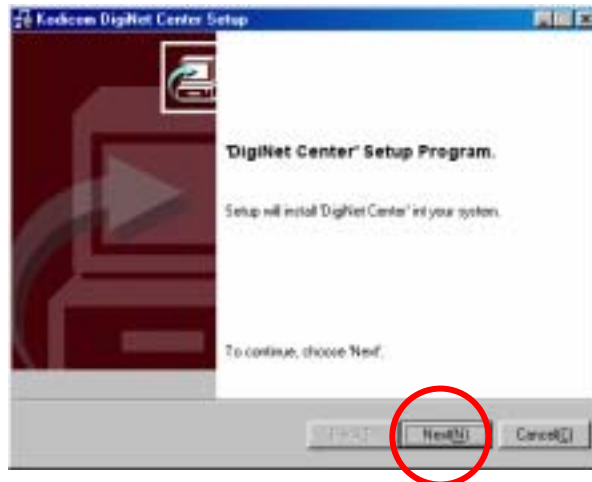 Kodicom DigiNet Center Setup
'DigiNet Center' Setup Program.
Setup will install 'DigiNet Center' int your system.
To continue, choose 'Next'.
Next(N)
Cancel(C)